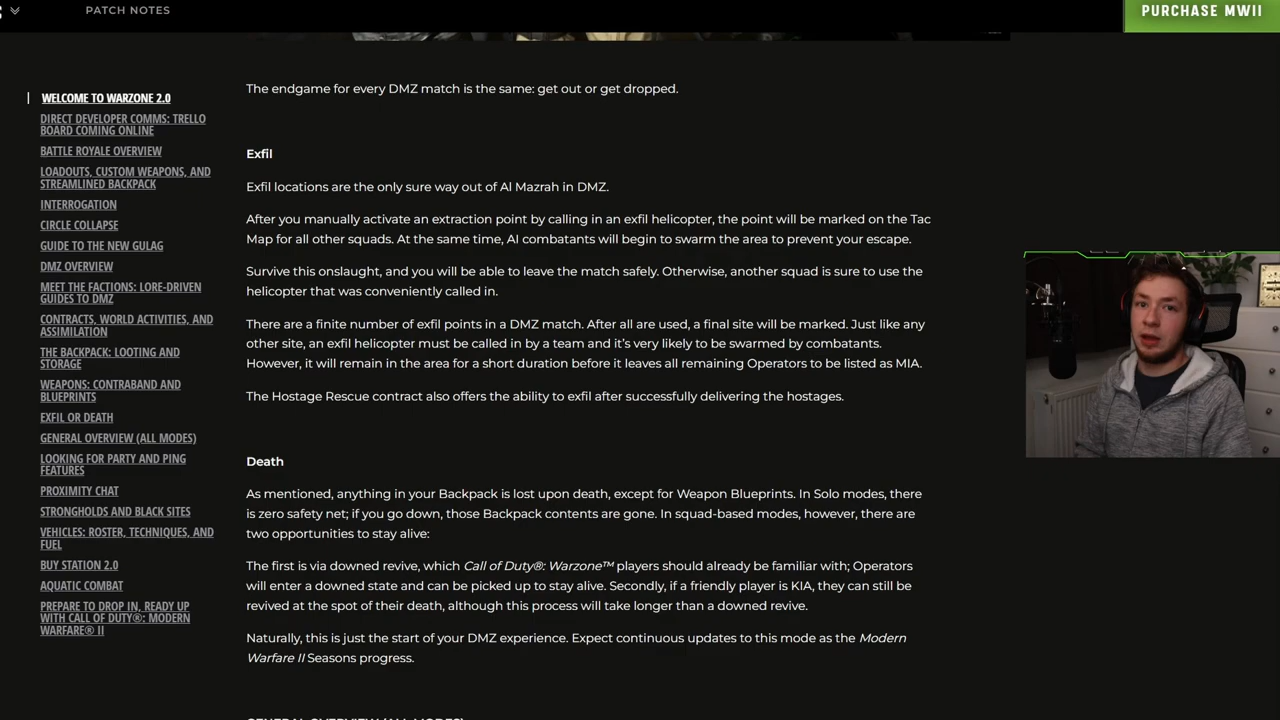 PATCH NOTES
PURCHASE MWII
WELCOME TO WARZONE 2.0
DIRECT DEVELOPER COMMS: TRELLO
BOARD COMING ONLINE
BATTLE ROYALE OVERVIEW
LOADOUTS, CUSTOM WEAPONS, AND
STREAMLINED BACKPACK
INTERROGATION
CIRCLE COLLAPSE
GUIDE TO THE NEW GULAG
DMZ OVERVIEW
MEET THE FACTIONS: LORE-DRIVEN
GUIDES TO DMZ
CONTRACTS, WORLD ACTIVITIES, AND
ASSIMILATION
THE BACKPACK: LOOTING AND
STORAGE
WEAPONS: CONTRABAND AND
BLUEPRINTS
EXFIL OR DEATH
GENERAL OVERVIEW (ALL MODES)
LOOKING FOR PARTY AND PING
FEATURES
PROXIMITY CHAT
STRONGHOLDS AND BLACK SITES
VEHICLES: ROSTER, TECHNIQUES, AND
FUEL
BUY STATION 2.0
AQUATIC COMBAT
PREPARE TO DROP IN, READY UP
WITH CALL OF DUTY®: MODERN
WARFARE® II
The endgame for every DMZ match is the same: get out or get dropped.
Exfil
Exfil locations are the only sure way out of Al Mazrah in DMZ.
After you manually activate an extraction point by calling in an exfil helicopter, the point will be marked on the Tac
Map for all other squads. At the same time, AI combatants will begin to swarm the area to prevent your escape.
Survive this onslaught, and you will be able to leave the match safely. Otherwise, another squad is sure to use the
helicopter that was conveniently called in.
There are a finite number of exfil points in a DMZ match. After all are used, a final site will be marked. Just like any
other site, an exfil helicopter must be called in by a team and it's very likely to be swarmed by combatants.
However, it will remain in the area for a short duration before it leaves all remaining Operators to be listed as MIA.
The Hostage Rescue contract also offers the ability to exfil after successfully delivering the hostages.
Death
As mentioned, anything in your Backpack is lost upon death, except for Weapon Blueprints. In Solo modes, there
is zero safety net; if you go down, those Backpack contents are gone. In squad-based modes, however, there are
two opportunities to stay alive:
The first is via downed revive, which Call of Duty®: Warzone™ players should already be familiar with; Operators
will enter a downed state and can be picked up to stay alive. Secondly, if a friendly player is KIA, they can still be
revived at the spot of their death, although this process will take longer than a downed revive.
Naturally, this is just the start of your DMZ experience. Expect continuous updates to this mode as the Modern
Warfare II Seasons progress.
GENERAL OVERVIEW (ALL MODES)